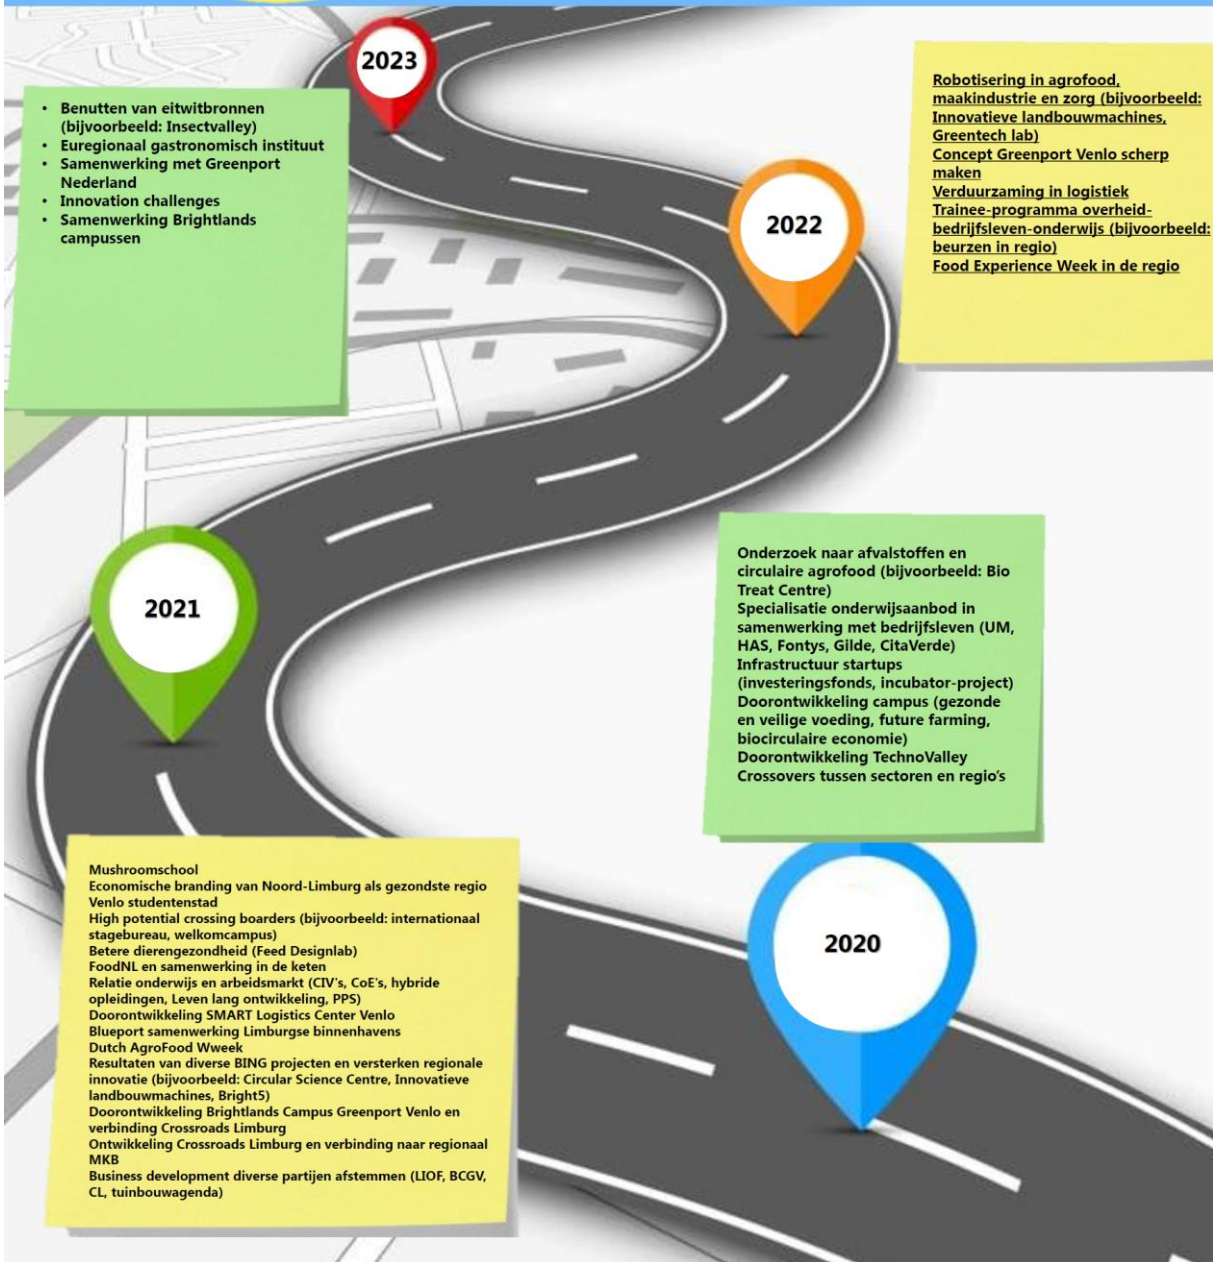 2023
• Benutten van eitwitbronnen
(bijvoorbeeld: Insectvalley)
• Euregionaal gastronomisch instituut
• Samenwerking met Greenport
Nederland
• Innovation challenges
• Samenwerking Brightlands
campussen
Robotisering in agrofood,
maakindustrie en zorg (bijvoorbeeld:
Innovatieve landbouwmachines,
Greentech lab)
Concept Greenport Venlo scherp
maken
Verduurzaming in logistiek
Trainee-programma overheid-
bedrijfsleven-onderwijs (bijvoorbeeld:
beurzen in regio)
Food Experience Week in de regio
2022
2021
Onderzoek naar afvalstoffen en
circulaire agrofood (bijvoorbeeld: Bio
Treat Centre)
Specialisatie onderwijsaanbod in
samenwerking met bedrijfsleven (UM,
HAS, Fontys, Gilde, CitaVerde)
Infrastructuur startups
(investeringsfonds, incubator-project)
Doorontwikkeling campus (gezonde
en veilige voeding, future farming,
biocirculaire economie)
Doorontwikkeling TechnoValley
Crossovers tussen sectoren en regio's
Mushroomschool
Economische branding van Noord-Limburg als gezondste regio
Venlo studentenstad
High potential crossing boarders (bijvoorbeeld: internationaal
stagebureau, welkomcampus)
Betere dierengezondheid (Feed Designlab)
FoodNL en samenwerking in de keten
Relatie onderwijs en arbeidsmarkt (CIV's, CoE's, hybride
opleidingen, Leven lang ontwikkeling, PPS)
Doorontwikkeling SMART Logistics Center Venlo
Blueport samenwerking Limburgse binnenhavens
Dutch AgroFood Wweek
Resultaten van diverse BING projecten en versterken regionale
innovatie (bijvoorbeeld: Circular Science Centre, Innovatieve
landbouwmachines, Bright5)
Doorontwikkeling Brightlands Campus Greenport Venlo en
verbinding Crossroads Limburg
Ontwikkeling Crossroads Limburg en verbinding naar regionaal
MKB
Business development diverse partijen afstemmen (LIOF, BCGV,
CL, tuinbouwagenda)
2020